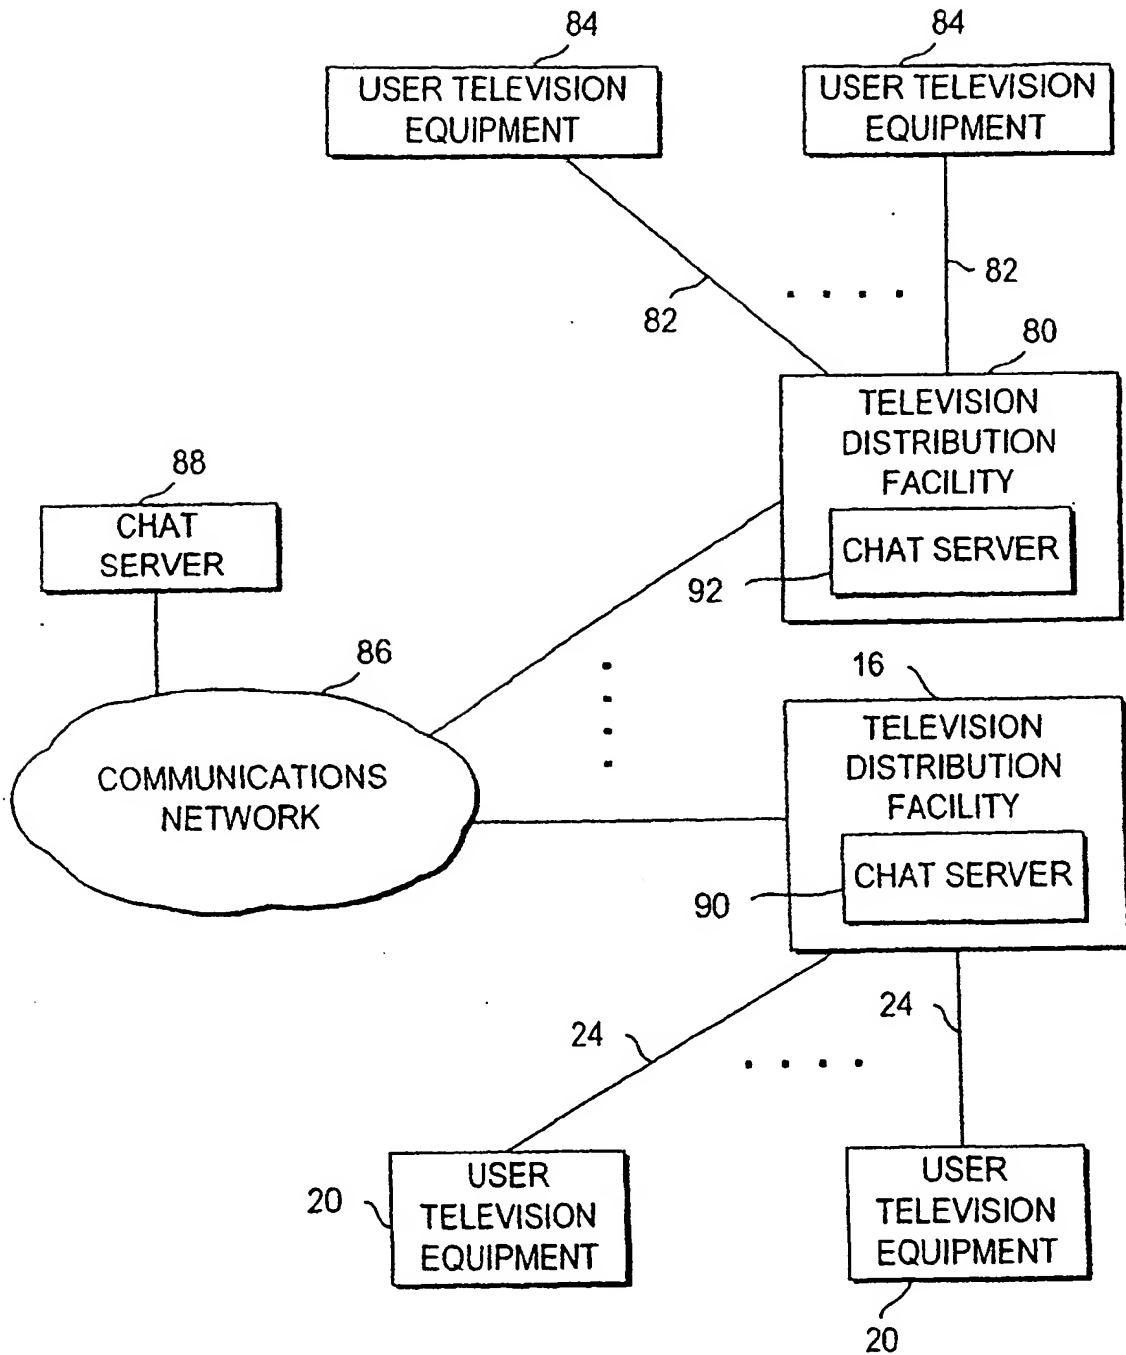 84
84
USER TELEVISION
EQUIPMENT
USER TELEVISION
EQUIPMENT
82
82
80
TELEVISION
DISTRIBUTION
FACILITY
CHAT SERVER
92
88
CHAT
SERVER
86
COMMUNICATIONS
NETWORK
16
TELEVISION
DISTRIBUTION
FACILITY
CHAT SERVER
90
24
24
20
USER
TELEVISION
EQUIPMENT
USER
TELEVISION
EQUIPMENT
20